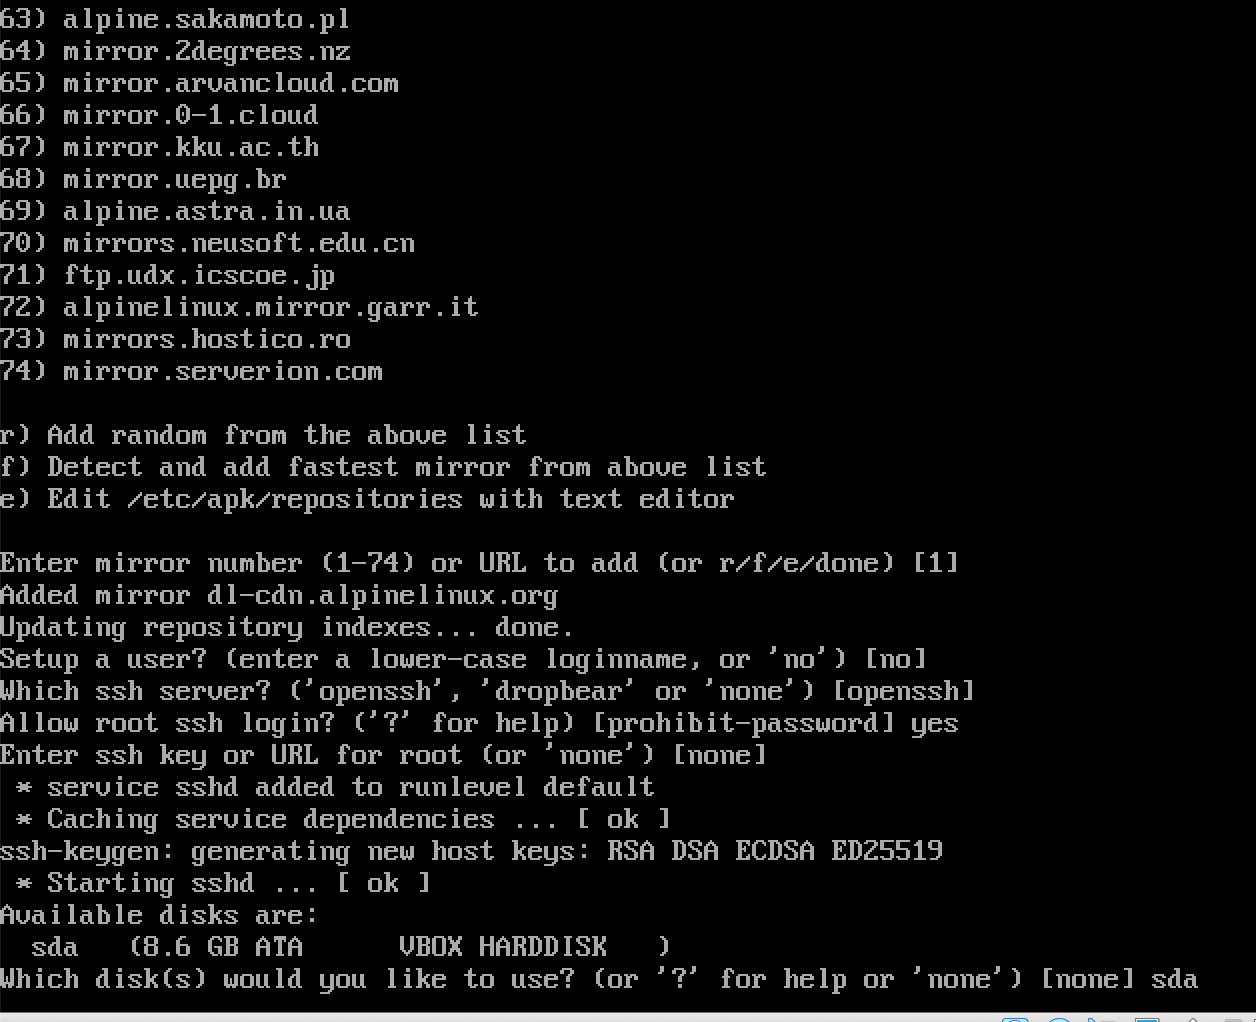 63) alpine.sakamoto.pl
64) mirror.2degrees.nz
65) mirror.arvancloud.com
66) mirror.0-1.cloud
67) mirror.kku.ac.th
68) mirror.uepg.br
69) alpine.astra.in.ua
70) mirrors.neusoft.edu.cn
71) ftp.udx.icscoe.jp
72) alpinelinux.mirror.garr.it
73) mirrors.hostico.ro
74) mirror.serverion.com

r) Add random from the above list
f) Detect and add fastest mirror from above list
e) Edit /etc/apk/repositories with text editor

Enter mirror number (1-74) or URL to add (or r/f/e/done) [1]
Added mirror dl-cdn.alpinelinux.org
Updating repository indexes... done.
Setup a user? (enter a lower-case loginname, or 'no') [no]
Which ssh server? ('openssh', 'dropbear' or 'none') [openssh]
Allow root ssh login? ('?' for help) [prohibit-password] yes
Enter ssh key or URL for root (or 'none') [none]
 * service sshd added to runlevel default
 * Caching service dependencies ... [ ok ]
ssh-keygen: generating new host keys: RSA DSA ECDSA ED25519
 * Starting sshd ... [ ok ]
Available disks are:
  sda   (8.6 GB ATA      VBOX HARDDISK   )
Which disk(s) would you like to use? (or '?' for help or 'none') [none] sda